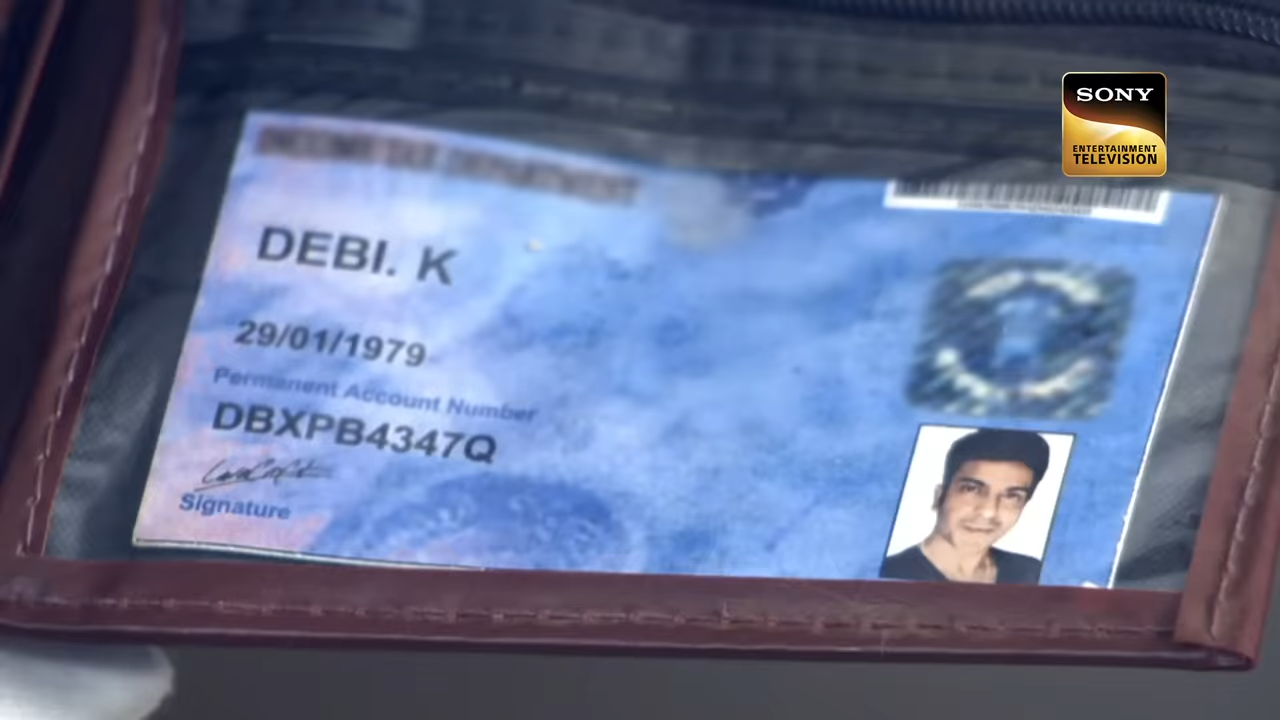 SONY
ENTERTAINMENT
TELEVISION
DEBI. K
29/01/1979
Permanent Account Number
DBXPB4347Q
Signature